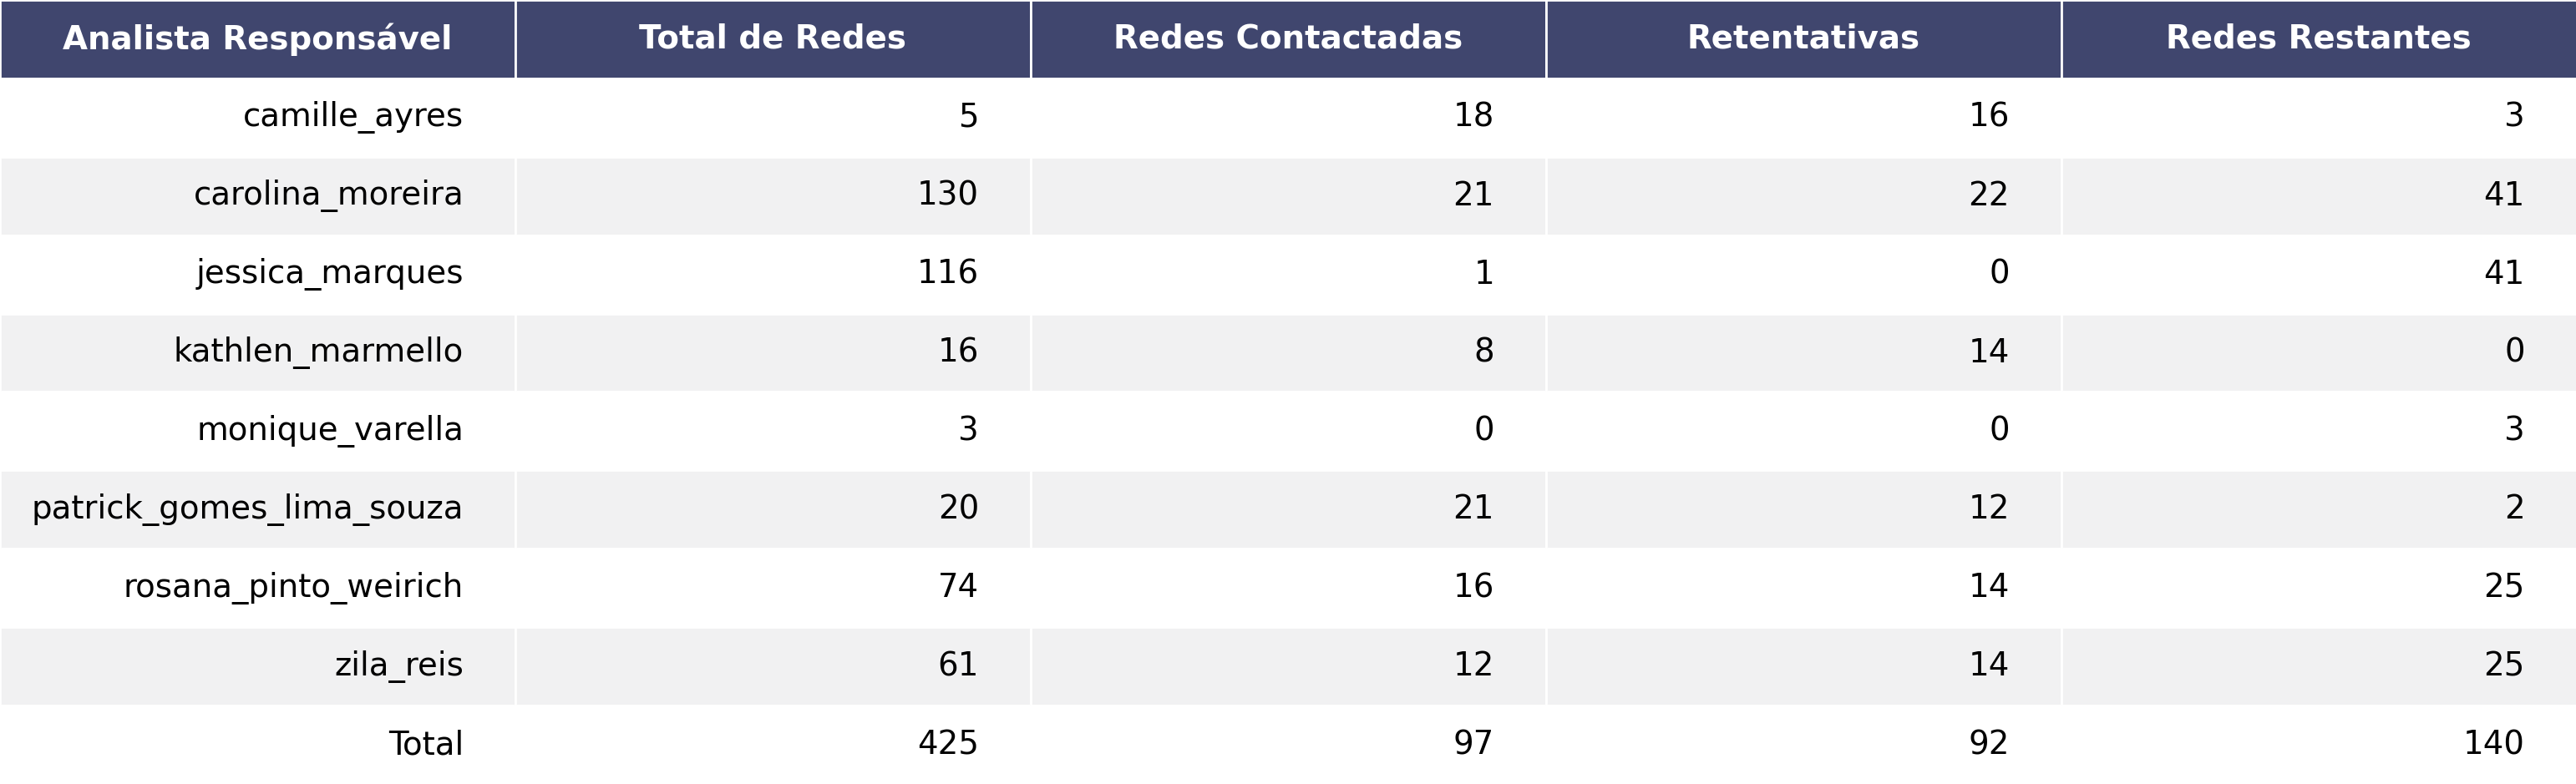 Analista Responsável Total de Redes Redes Contactadas Retentativas Redes Restantes
camille_ayres 5 18 16 3
carolina_moreira 130 21 22 41
jessica_marques 116 1 0 41
kathlen_marmello 16 8 14 0
monique_varella 3 0 0 3
patrick_gomes_lima_souza 20 21 12 2
rosana_pinto_weirich 74 16 14 25
zila_reis 61 12 14 25
Total 425 97 92 140